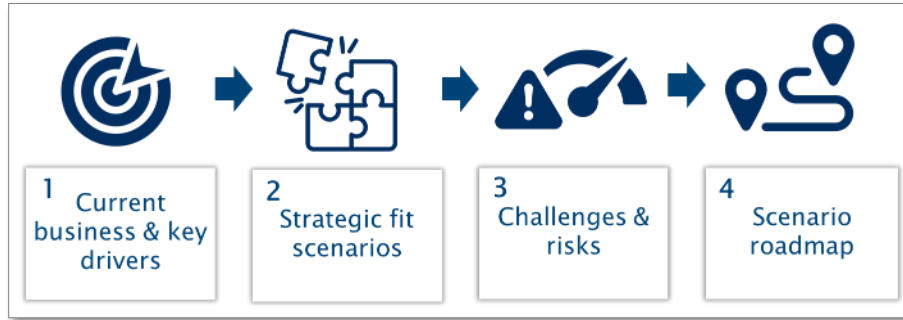 1
Current
business & key
drivers
2
Strategic fit
scenarios
3
Challenges &
risks
4
Scenario
roadmap